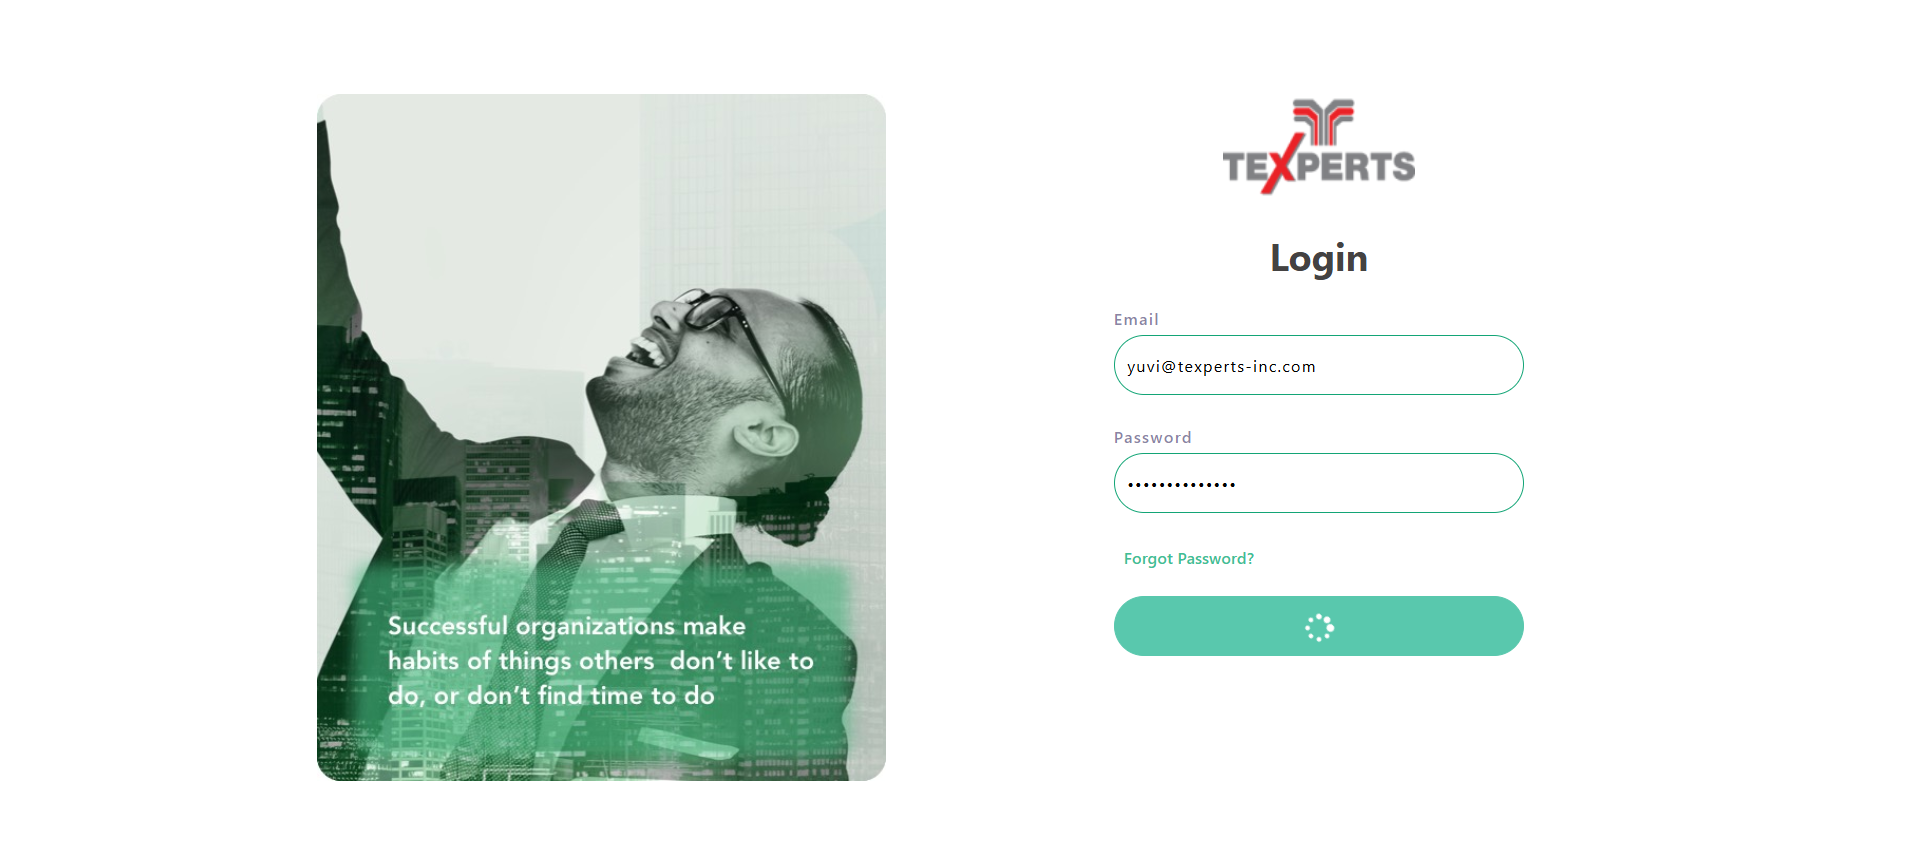 Successful organizations make
habits of things others  don't like to
do, or don't find time to do
TEXPERTS
Login
Email
yuvi@texperts-inc.com
Password
••••••••••••••
Forgot Password?